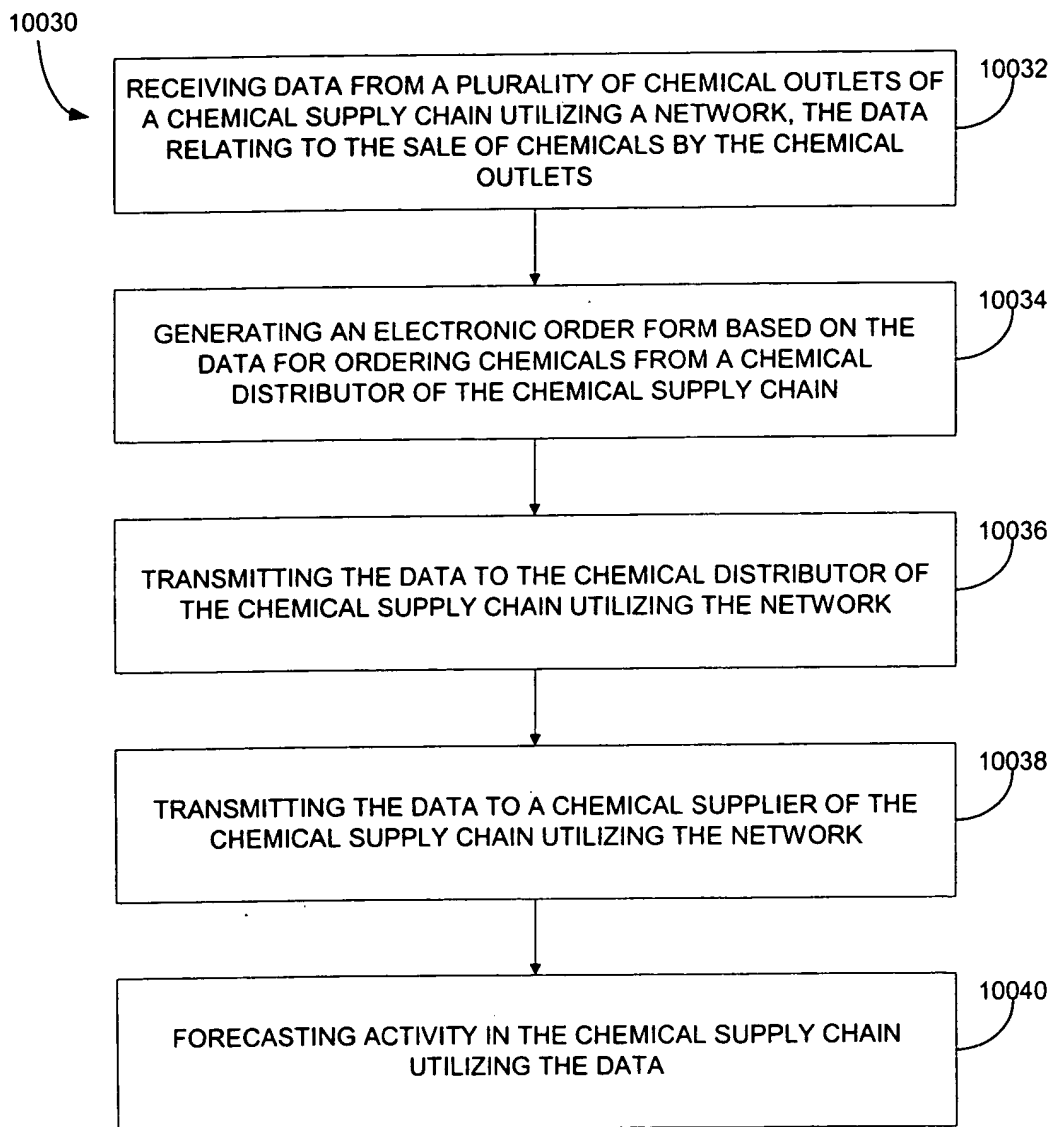 10030
RECEIVING DATA FROM A PLURALITY OF CHEMICAL OUTLETS OF
A CHEMICAL SUPPLY CHAIN UTILIZING A NETWORK, THE DATA
RELATING TO THE SALE OF CHEMICALS BY THE CHEMICAL
OUTLETS
10032
GENERATING AN ELECTRONIC ORDER FORM BASED ON THE
DATA FOR ORDERING CHEMICALS FROM A CHEMICAL
DISTRIBUTOR OF THE CHEMICAL SUPPLY CHAIN
10034
TRANSMITTING THE DATA TO THE CHEMICAL DISTRIBUTOR OF
THE CHEMICAL SUPPLY CHAIN UTILIZING THE NETWORK
10036
TRANSMITTING THE DATA TO A CHEMICAL SUPPLIER OF THE
CHEMICAL SUPPLY CHAIN UTILIZING THE NETWORK
10038
FORECASTING ACTIVITY IN THE CHEMICAL SUPPLY CHAIN
UTILIZING THE DATA
10040